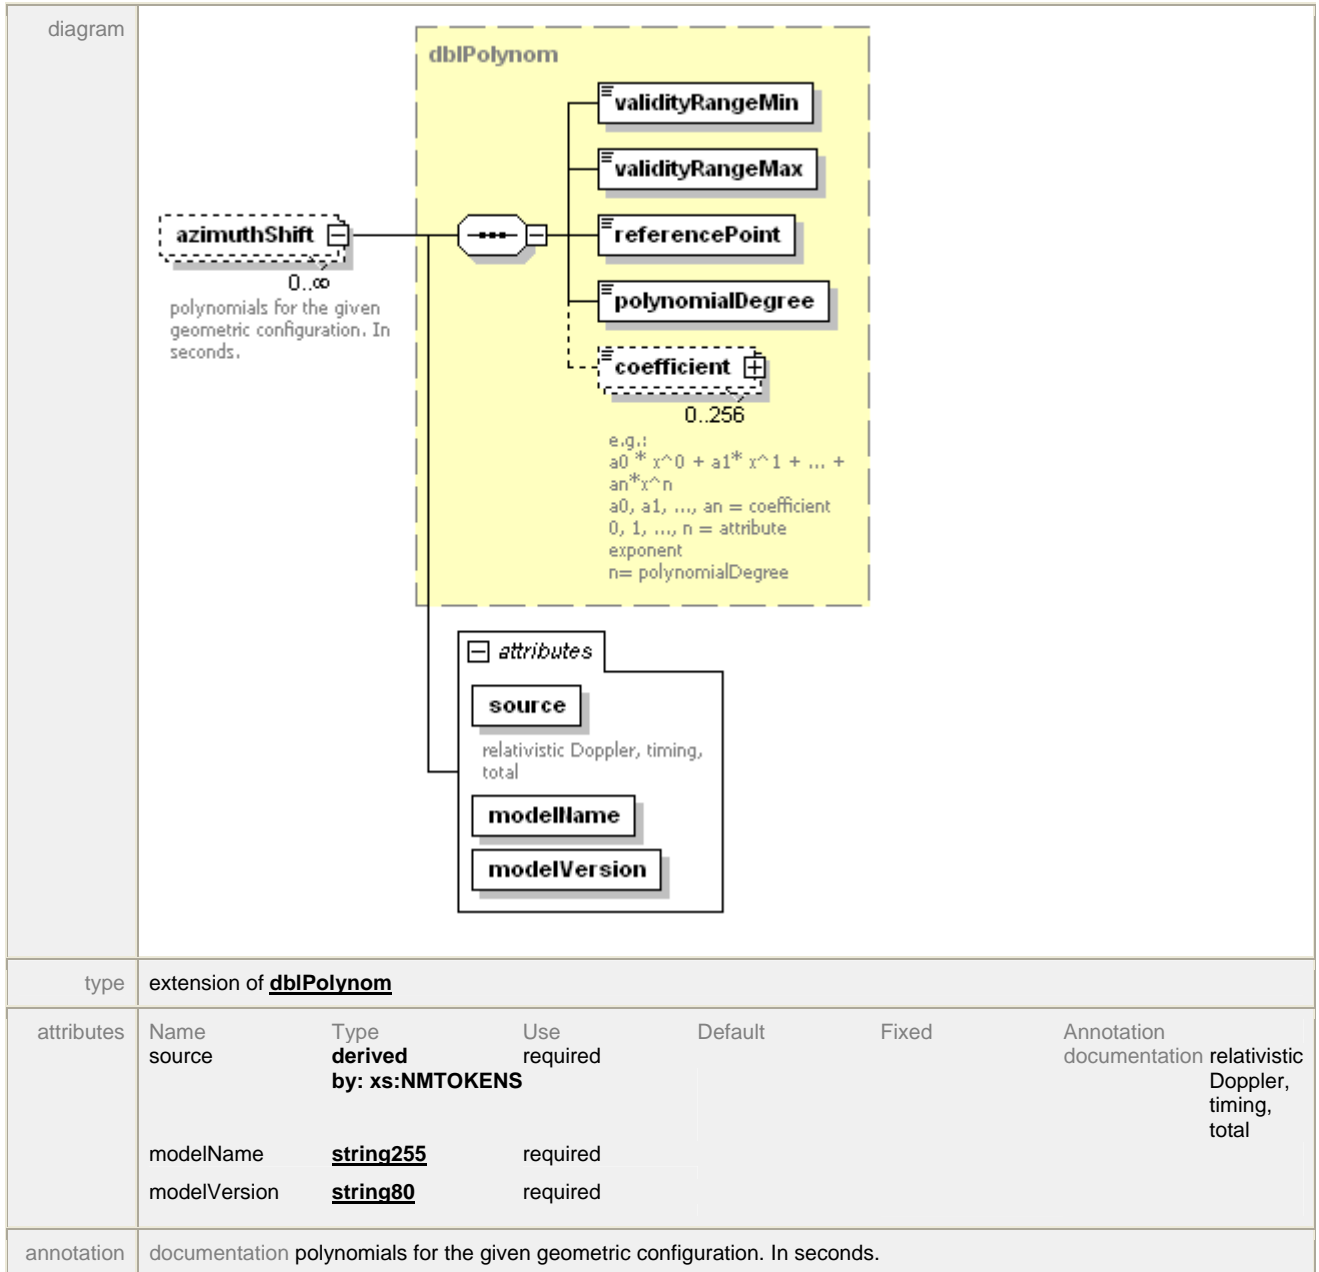 diagram
dblPolynom
validityRangeMin
validityRangeMax
azimuthShift
referencePoint
0..∞
polynomials for the given
geometric configuration. In
seconds.
polynomialDegree
coefficient
0..256
e.g.:
a0 * x^0 + a1* x^1 + ... +
an*x^n
a0, a1, ..., an = coefficient
0, 1, ..., n = attribute
exponent
n= polynomialDegree
attributes
source
relativistic Doppler, timing,
total
modelName
modelVersion
type extension of dblPolynom
attributes Name Type Use Default Fixed Annotation
source derived required documentation relativistic
by: xs:NMTOKENS Doppler,
timing,
total
modelName string255 required
modelVersion string80 required
annotation documentation polynomials for the given geometric configuration. In seconds.